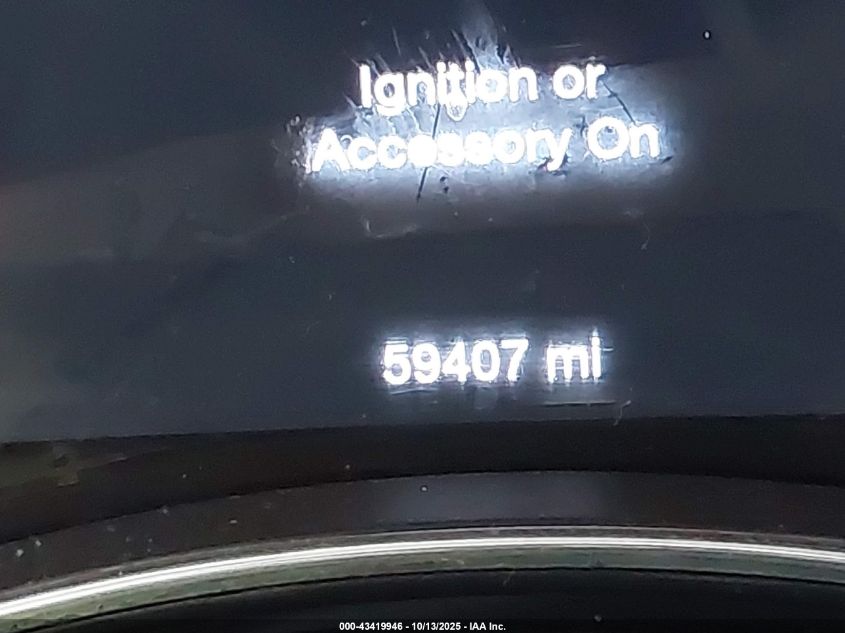 Ignition or
Accessory On
59407 mi
000-43419946 - 10/13/2025 - IAA Inc.